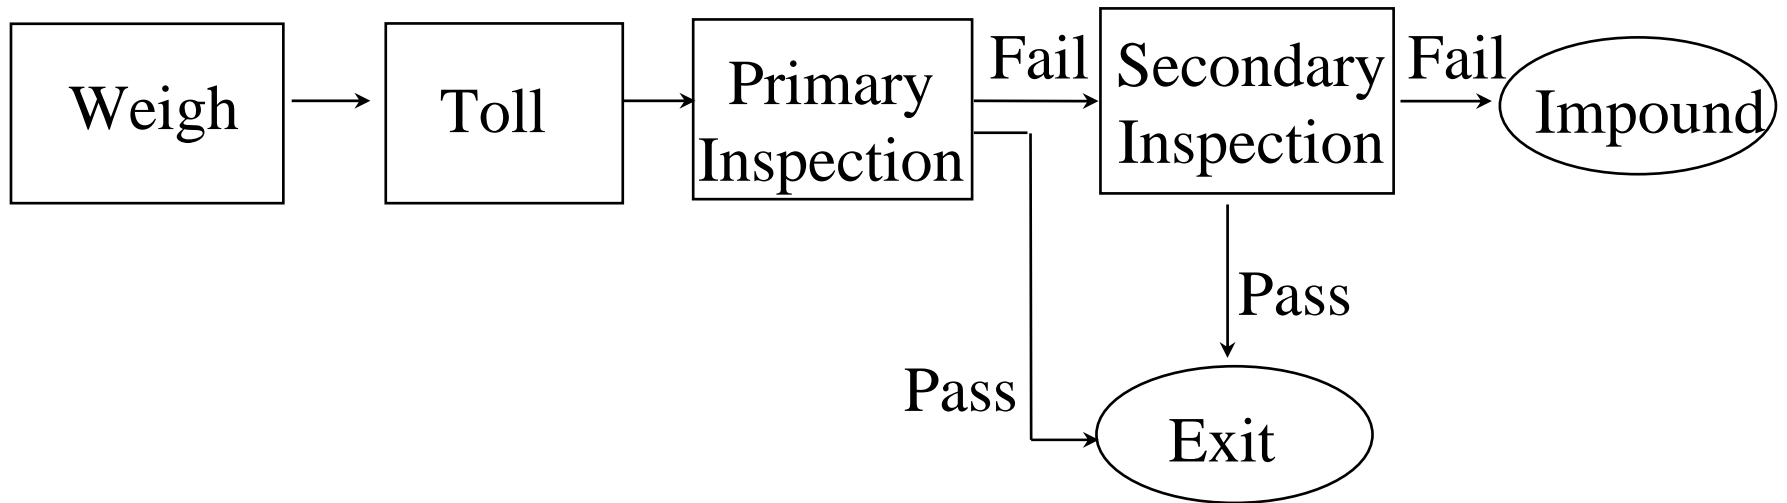 Weigh
Toll
Primary
Inspection
Fail
Secondary
Inspection
Fail
Impound
Pass
Pass
Exit